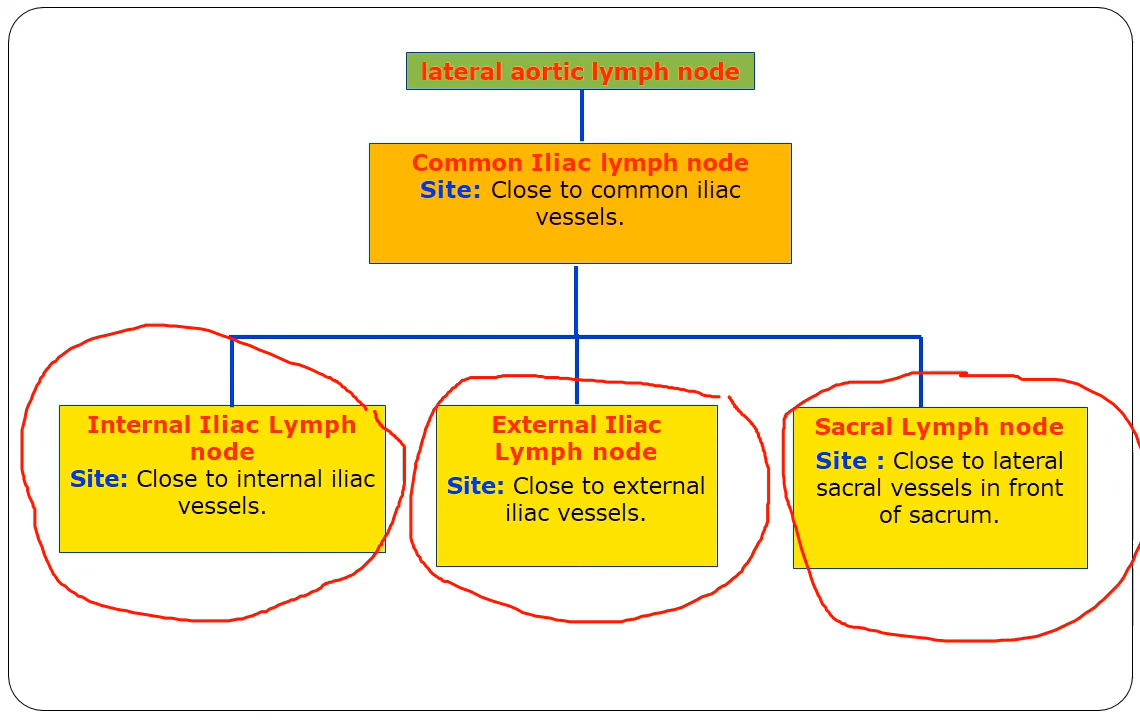 lateral aortic lymph node
Common Iliac lymph node
Site: Close to common iliac
vessels.
Internal Iliac Lymph
node
Site: Close to internal iliac
vessels.
External Iliac
Lymph node
Site: Close to external
iliac vessels.
Sacral Lymph node
Site : Close to lateral
sacral vessels in front
of sacrum.